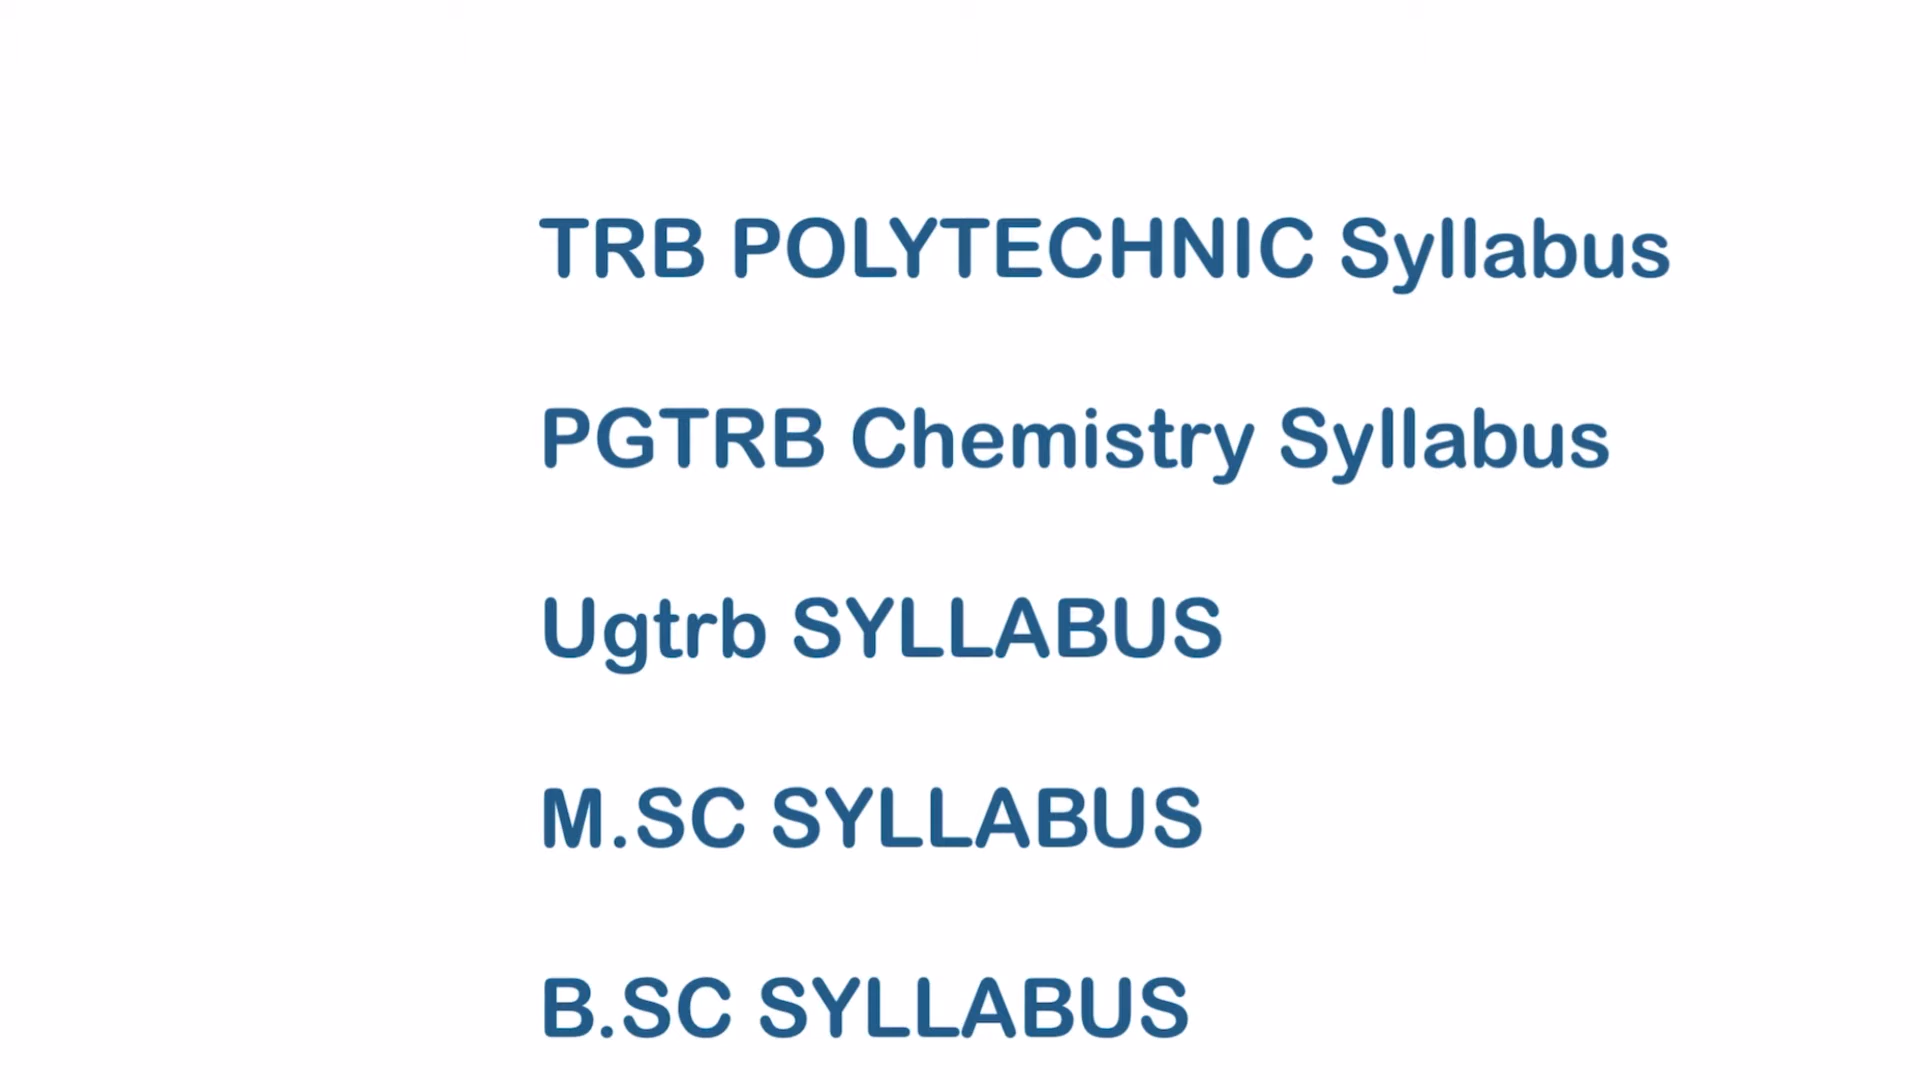 TRB POLYTECHNIC Syllabus
PGTRB Chemistry Syllabus
Ugtrb SYLLABUS
M.SC SYLLABUS
B.SC SYLLABUS